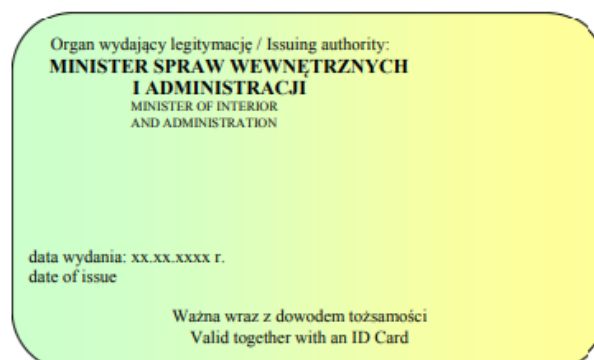 Organ wydający legitymację / Issuing authority:
MINISTER SPRAW WEWNĘTRZNYCH
I ADMINISTRACJI
MINISTER OF INTERIOR
AND ADMINISTRATION
data wydania: xx.xx.xxxx r.
date of issue
Ważna wraz z dowodem tożsamości
Valid together with an ID Card